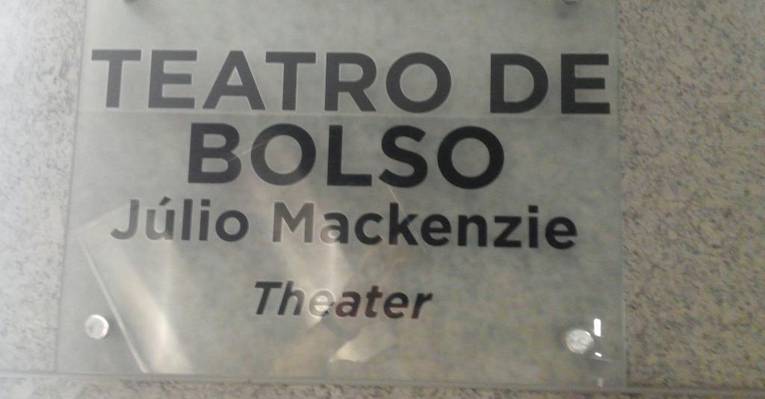 TEATRO DE
BOLSO
Júlio Mackenzie
Theater